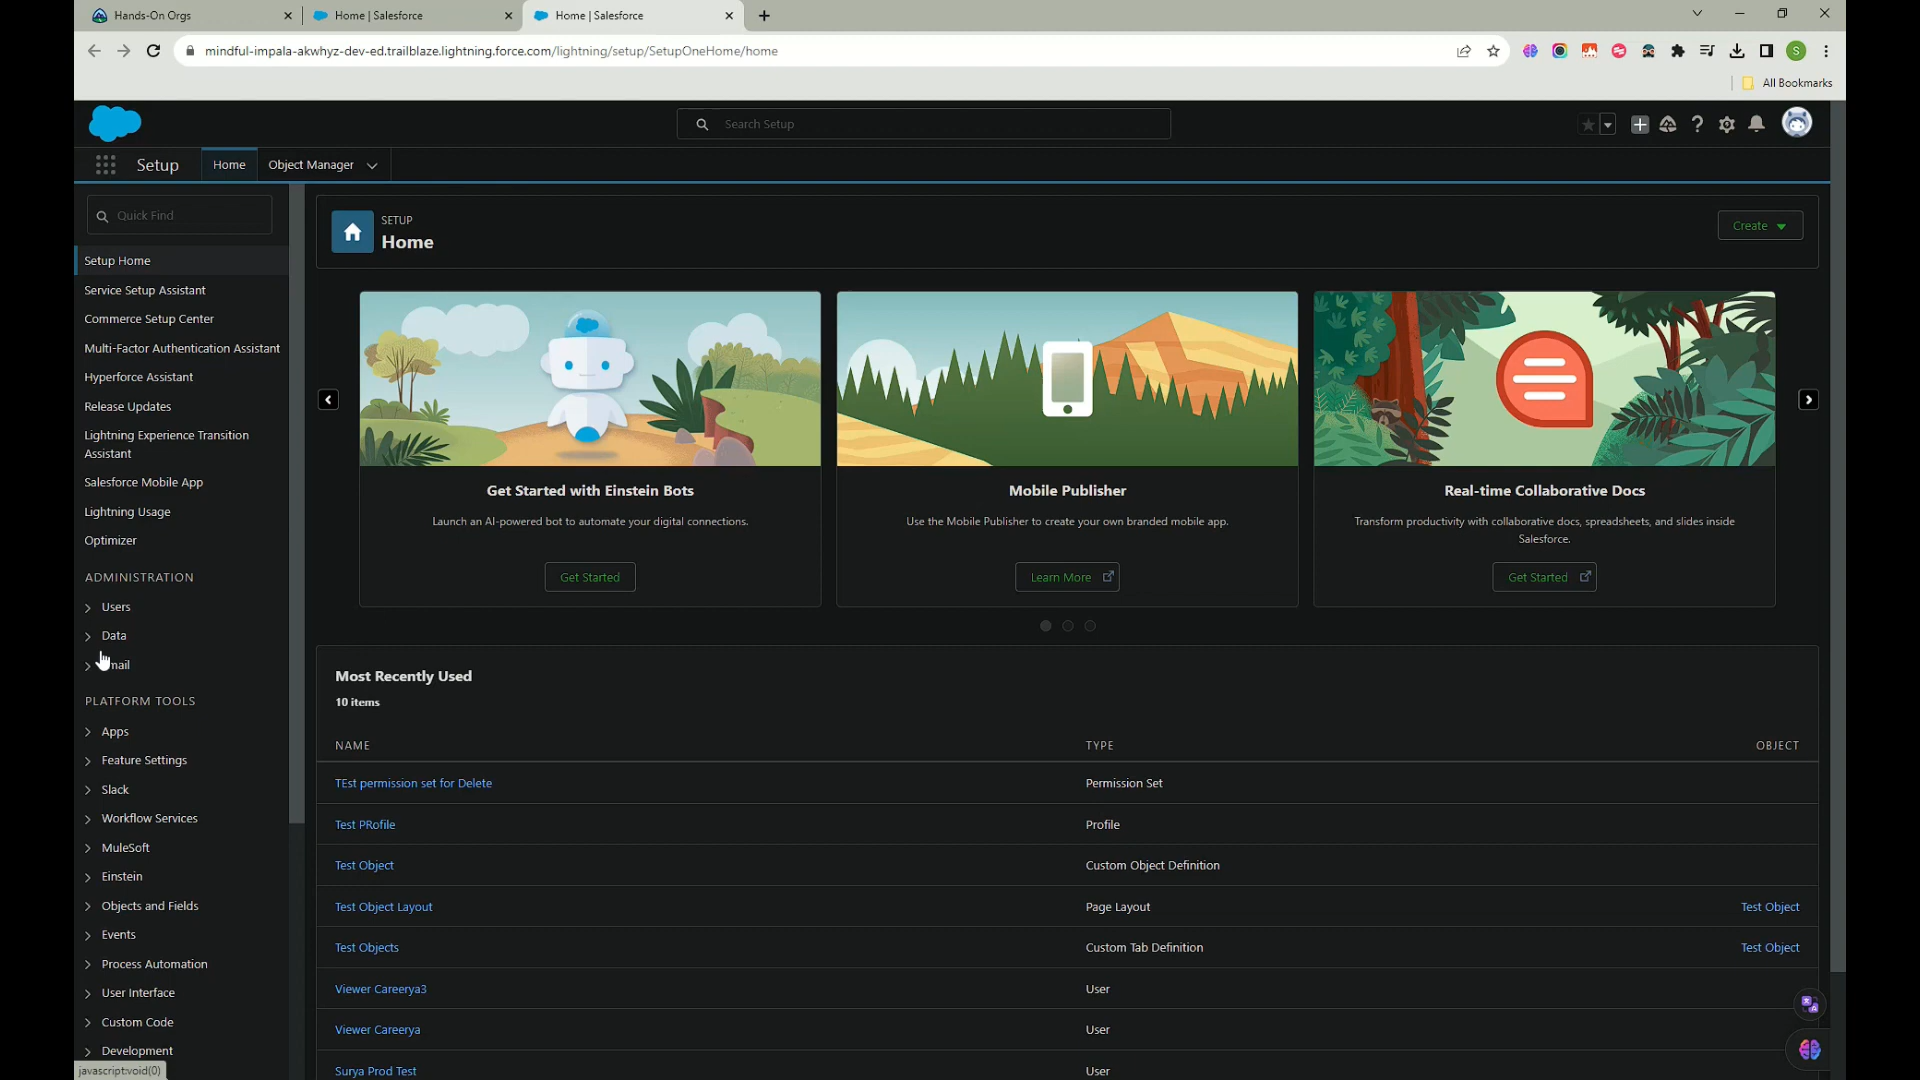 Hands-On Orgs
Home | Salesforce
Home | Salesforce
mindful-impala-akwhyz-dev-ed.trailblaze.lightning.force.com/lightning/setup/SetupOneHome/home
S
All Bookmarks
Search Setup
Setup
Home
Object Manager
Quick Find
Setup Home
Service Setup Assistant
Commerce Setup Center
Multi-Factor Authentication Assistant
Hyperforce Assistant
Release Updates
Lightning Experience Transition
Assistant
Salesforce Mobile App
Lightning Usage
Optimizer
ADMINISTRATION
Users
Data
mail
PLATFORM TOOLS
Apps
Feature Settings
Slack
Workflow Services
MuleSoft
Einstein
Objects and Fields
Events
Process Automation
User Interface
Custom Code
Development
javascript:void(0)
SETUP
Home
Create
Get Started with Einstein Bots
Launch an AI-powered bot to automate your digital connections.
Get Started
Mobile Publisher
Use the Mobile Publisher to create your own branded mobile app.
Learn More
Real-time Collaborative Docs
Transform productivity with collaborative docs, spreadsheets, and slides inside
Salesforce.
Get Started
Most Recently Used
10 items
NAME TYPE OBJECT
TEst permission set for Delete Permission Set
Test PRofile Profile
Test Object Custom Object Definition
Test Object Layout Page Layout Test Object
Test Objects Custom Tab Definition Test Object
Viewer Careerya3 User
Viewer Careerya User
Surya Prod Test User